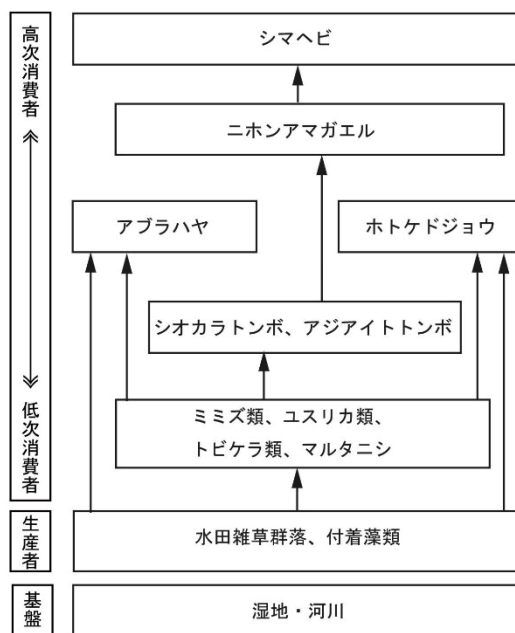 高次消費者
シマヘビ
ニホンアマガエル
アブラハヤ
ホトケドジョウ
シオカラトンボ、アジアイトトンボ
低次消費者
ミミズ類、ユスリカ類、
トビケラ類、マルタニシ
生産者
水田雑草群落、付着藻類
基盤
湿地・河川